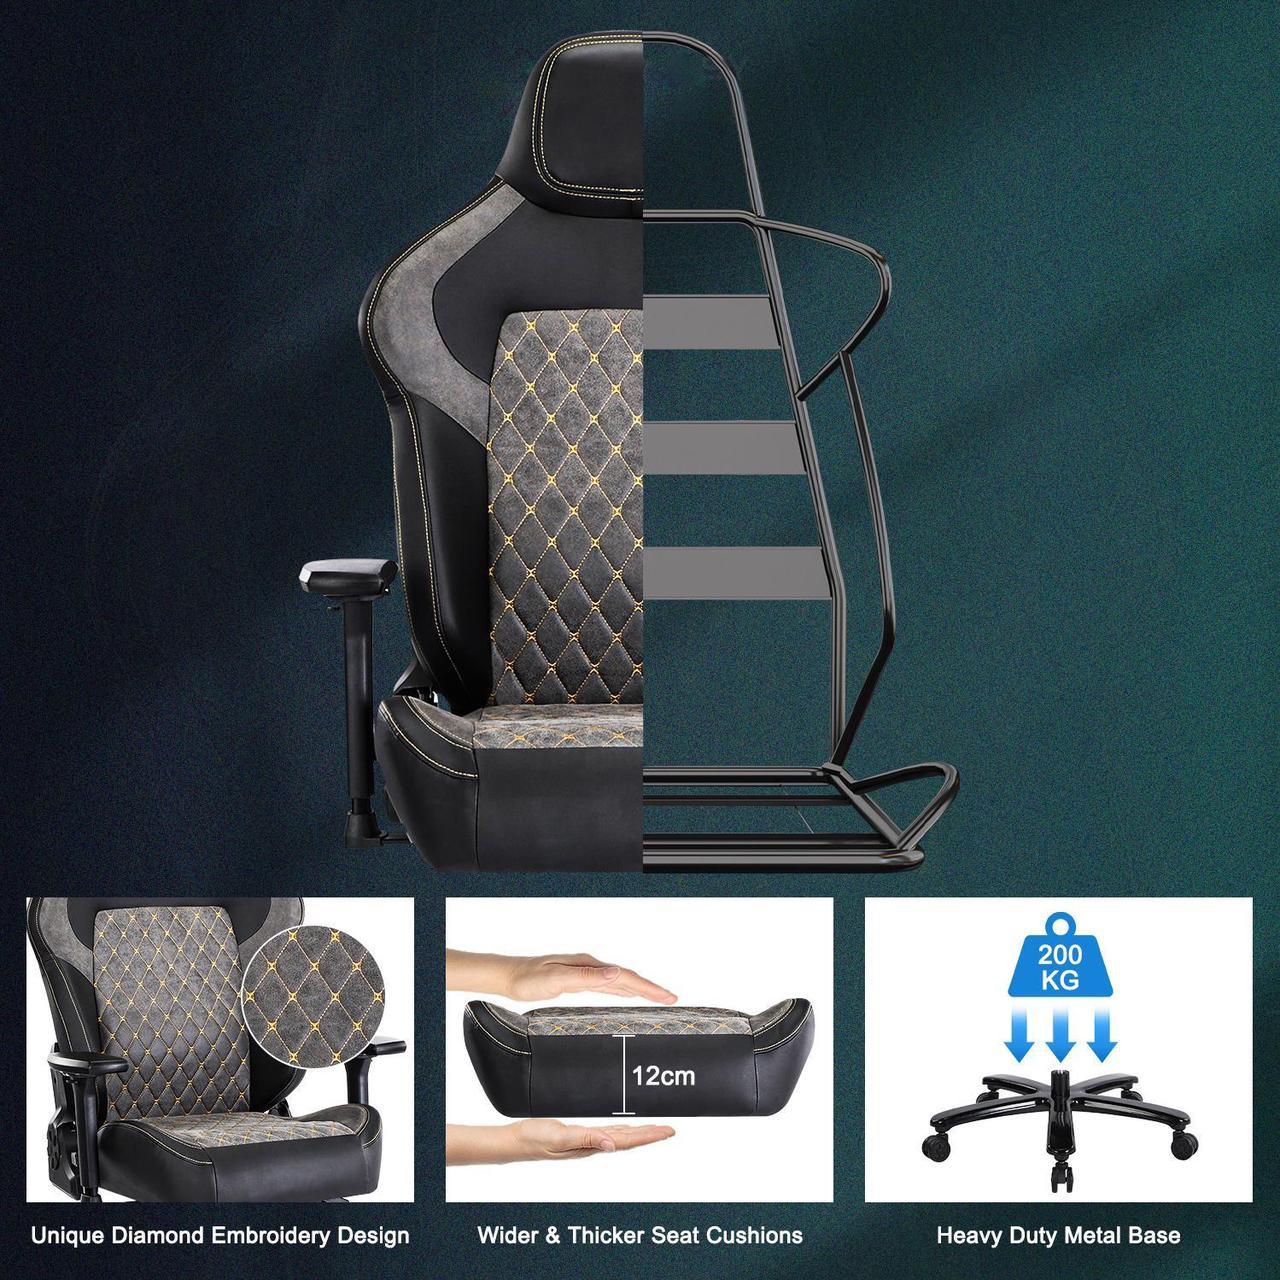 12cm
200
KG
Unique Diamond Embroidery Design
Wider & Thicker Seat Cushions
Heavy Duty Metal Base